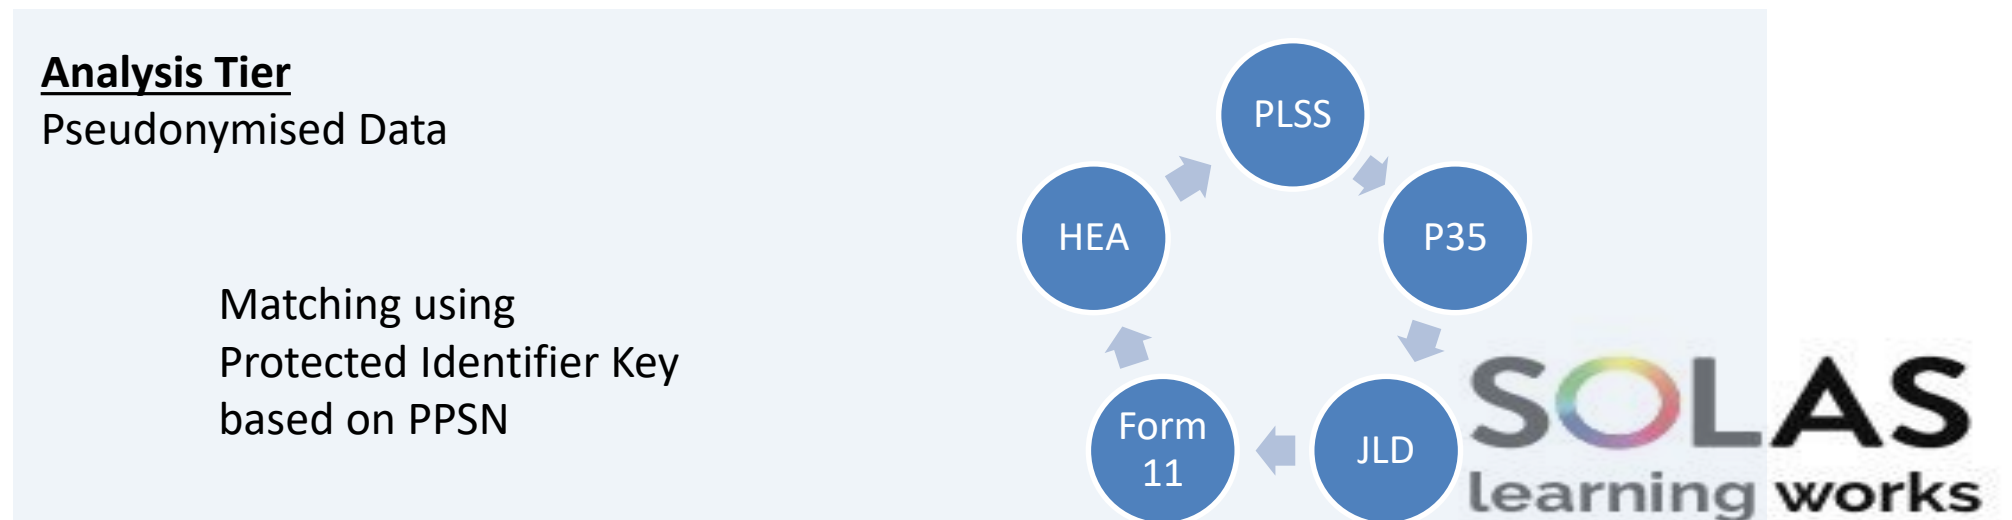 Analysis Tier
Pseudonymised Data
Matching using
Protected Identifier Key
based on PPSN
PLSS
P35
JLD
Form
11
HEA
SOLAS
learning works